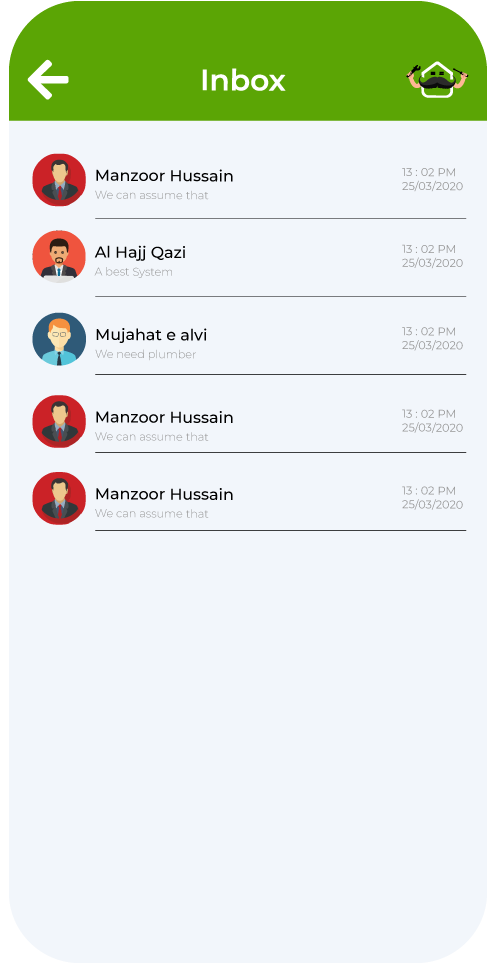 Inbox
Manzoor Hussain
13 : 02 PM
We can assume that
25/03/2020
Al Hajj Qazi
13 : 02 PM
A best System
25/03/2020
Mujahat e alvi
13 : 02 PM
We need plumber
25/03/2020
Manzoor Hussain
13 : 02 PM
We can assume that
25/03/2020
Manzoor Hussain
13 : 02 PM
We can assume that
25/03/2020